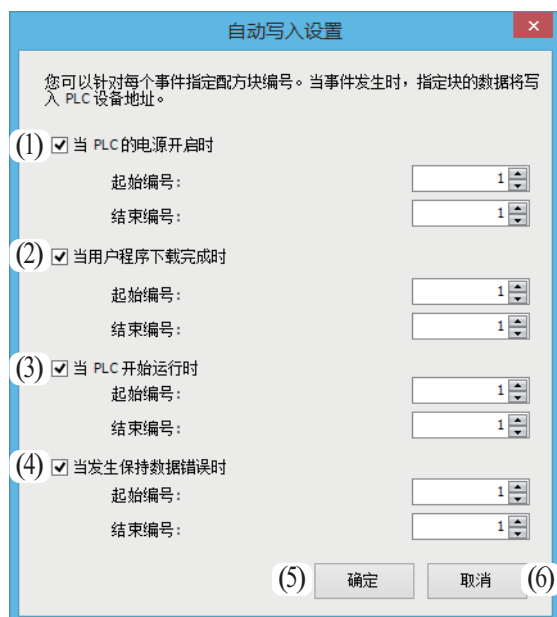 自动写入设置
您可以针对每个事件指定配方块编号。当事件发生时，指定块的数据将写
入 PLC 设备地址。
(1) 当 PLC 的电源开启时
起始编号： 1
结束编号： 1
(2) 当用户程序下载完成时
起始编号： 1
结束编号： 1
(3) 当 PLC 开始运行时
起始编号： 1
结束编号： 1
(4) 当发生保持数据错误时
起始编号： 1
结束编号： 1
(5) 确定 取消 (6)